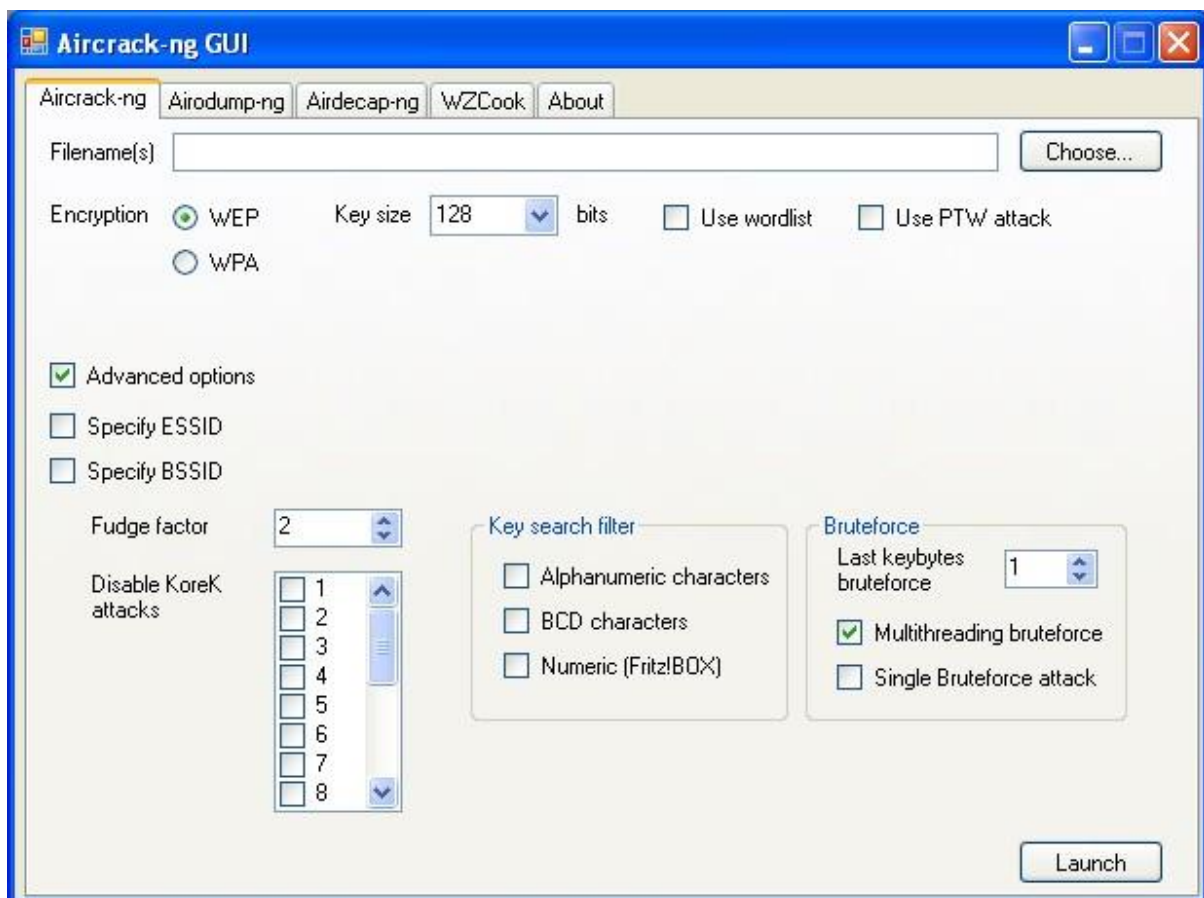 Aircrack-ng GUI
Aircrack-ng Airodump-ng Airdecap-ng WZCook About
Filename(s) Choose...
Encryption WEP Key size 128 bits Use wordlist Use PTW attack
WPA
Advanced options
Specify ESSID
Specify BSSID
Fudge factor 2
Disable KoreK
attacks
1
2
3
4
5
6
7
8
Key search filter
Alphanumeric characters
BCD characters
Numeric (Fritz!BOX)
Bruteforce
Last keybytes
bruteforce
1
Multithreading bruteforce
Single Bruteforce attack
Launch